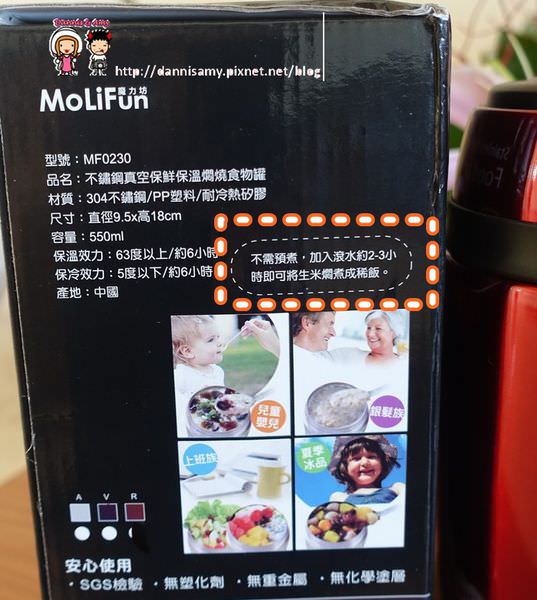 http://dannisamy.pixnet.net/blog
MoLiFun 魔力坊
型號：MF0230
品名：不鏽鋼真空保鮮保溫燜燒食物罐
材質：304不鏽鋼/PP塑料/耐冷熱矽膠
尺寸：直徑9.5x高18cm
容量：550ml
保溫效力：63度以上/約6小時
保冷效力：5度以下/約6小時
產地：中國
不需預煮，加入滾水約2-3小
時即可將生米燜煮成稀飯。
兒童
嬰兒
銀髮族
上班族
夏季
冰品
A V R
安心使用
・SGS檢驗 ・無塑化劑 ・無重金屬 ・無化學塗層